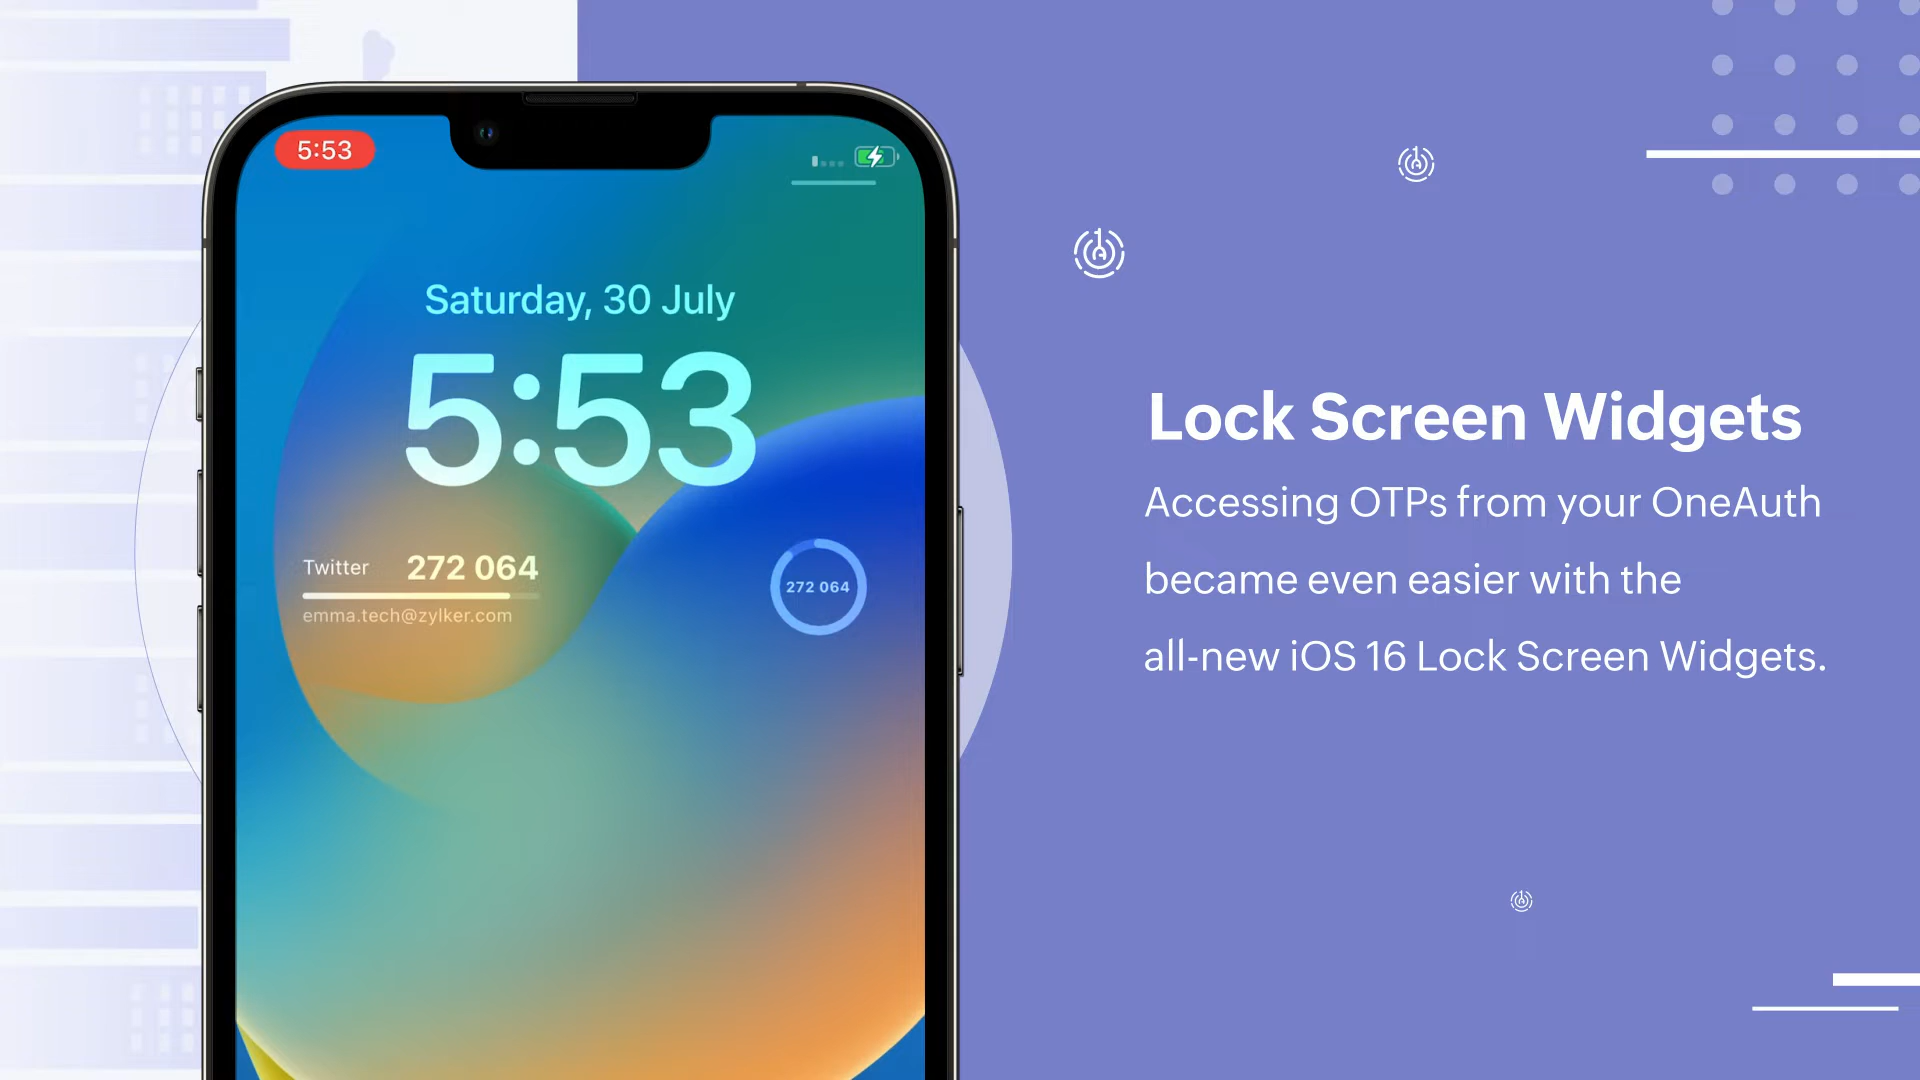 5:53
Saturday, 30 July
5:53
Twitter 272 064
emma.tech@zylker.com
272 064
Lock Screen Widgets
Accessing OTPs from your OneAuth
became even easier with the
all-new iOS 16 Lock Screen Widgets.